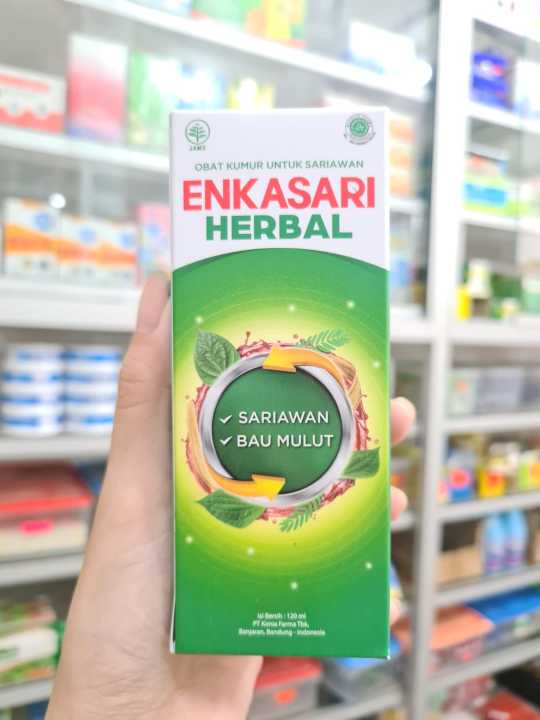 JAMU
OBAT KUMUR UNTUK SARIAWAN
ENKASARI
HERBAL
✓ SARIAWAN
✓ BAU MULUT
Isi Bersih : 120 ml
PT Kimia Farma Tbk.
Banjaran, Bandung - Indonesia